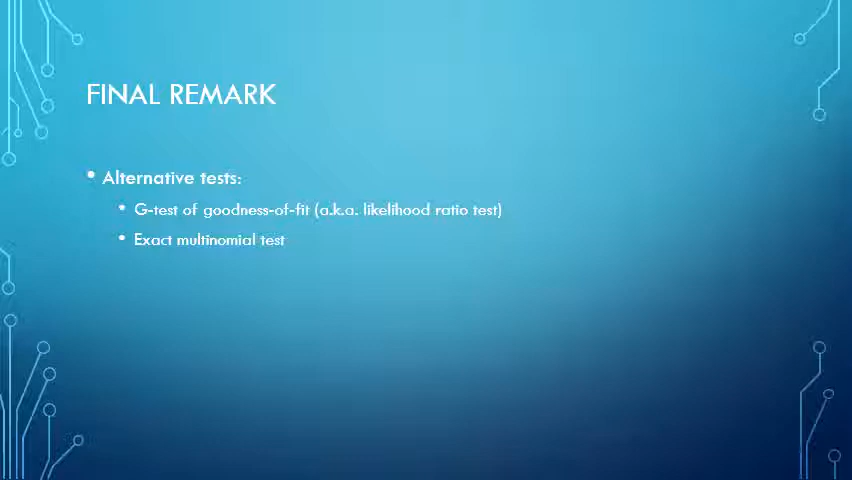 FINAL REMARK
• Alternative tests:
• G-test of goodness-of-fit (a.k.a. likelihood ratio test)
• Exact multinomial test